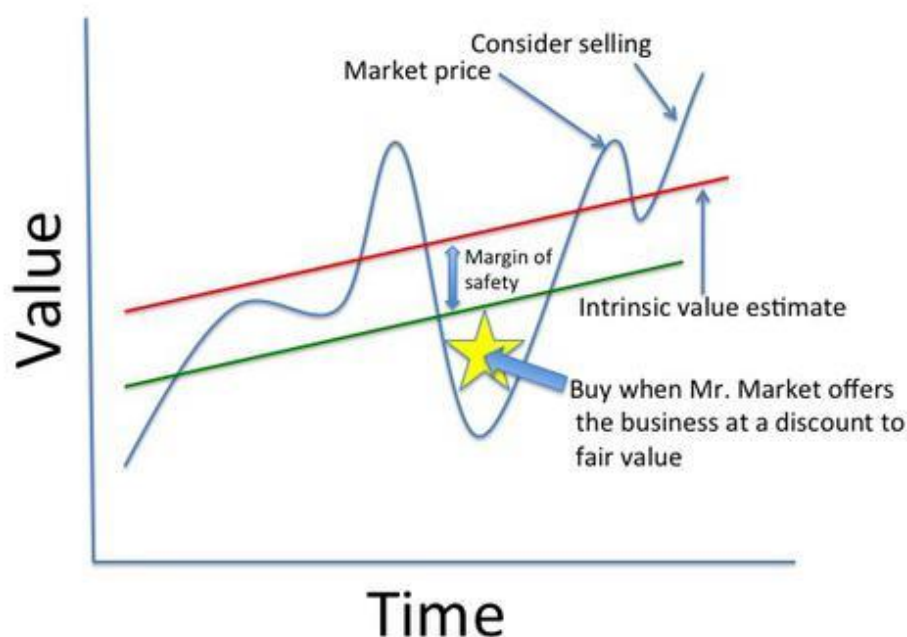 Consider selling
Market price
Value
Margin of
safety
Intrinsic value estimate
Buy when Mr. Market offers
the business at a discount to
fair value
Time